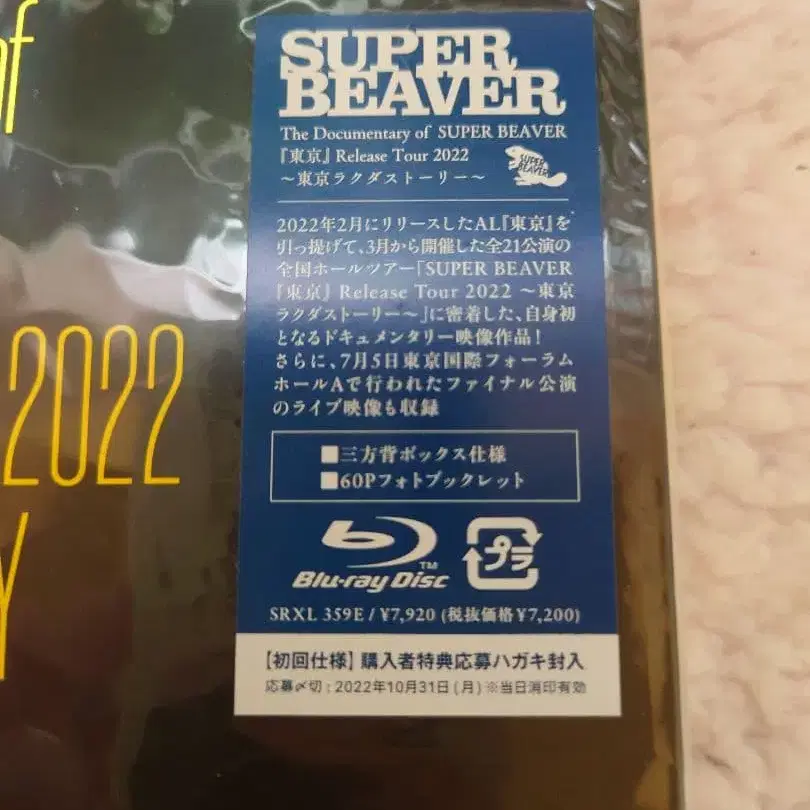 of
2022
Y
SUPER
BEAVER
The Documentary of SUPER BEAVER
『東京』 Release Tour 2022
～東京ラクダストーリー～
SUPER
BEAVER
2022年2月にリリースしたAL『東京』を
引っ提げて、3月から開催した全21公演の
全国ホールツアー「SUPER BEAVER
『東京』 Release Tour 2022 ～東京
ラクダストーリー～」に密着した、自身初
となるドキュメンタリー映像作品！
さらに、7月5日東京国際フォーラム
ホールAで行われたファイナル公演
のライブ映像も収録
■三方背ボックス仕様
■60Pフォトブックレット
Blu-ray Disc™
プラ
SRXL 359E / ¥7,920 (税抜価格 ¥7,200)
【初回仕様】購入者特典応募ハガキ封入
応募〆切：2022年10月31日(月) ※当日消印有効